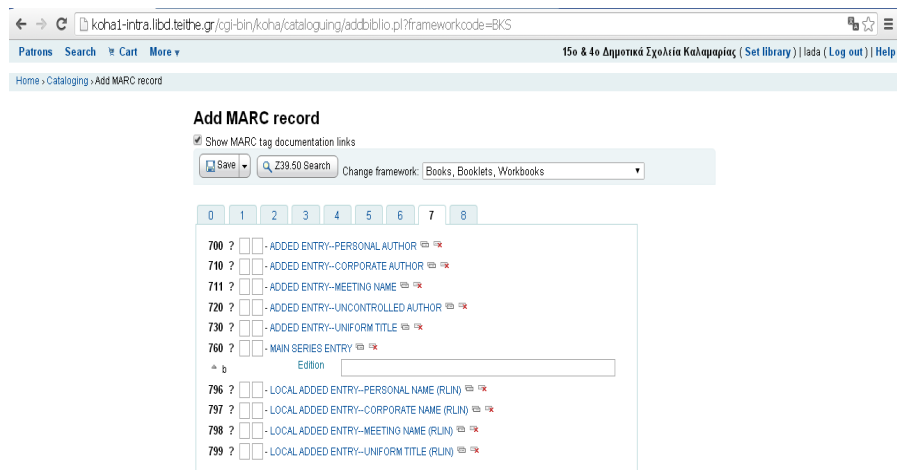 koha1-intra.libd.teithe.gr/cgi-bin/koha/cataloguing/addbiblio.pl?frameworkcode=BKS
Patrons Search Cart More ▾ 15ο & 4ο Δημοτικά Σχολεία Καλαμαρίας ( Set library ) | lada ( Log out ) | Help
Home › Cataloging › Add MARC record
Add MARC record
Show MARC tag documentation links
Save Z39.50 Search Change framework: Books, Booklets, Workbooks
0 1 2 3 4 5 6 7 8
700 ? - ADDED ENTRY--PERSONAL AUTHOR
710 ? - ADDED ENTRY--CORPORATE AUTHOR
711 ? - ADDED ENTRY--MEETING NAME
720 ? - ADDED ENTRY--UNCONTROLLED AUTHOR
730 ? - ADDED ENTRY--UNIFORM TITLE
760 ? - MAIN SERIES ENTRY
b Edition
796 ? - LOCAL ADDED ENTRY--PERSONAL NAME (RLIN)
797 ? - LOCAL ADDED ENTRY--CORPORATE NAME (RLIN)
798 ? - LOCAL ADDED ENTRY--MEETING NAME (RLIN)
799 ? - LOCAL ADDED ENTRY--UNIFORM TITLE (RLIN)